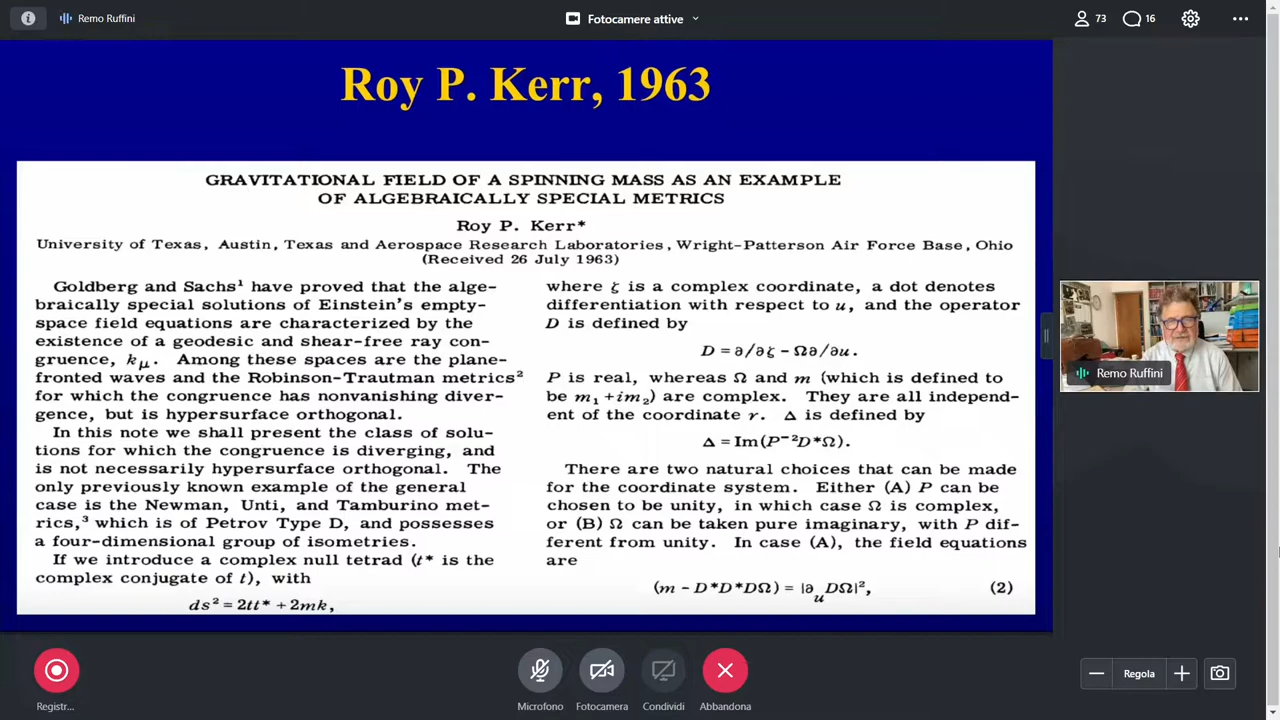 Remo Ruffini
Fotocamere attive
73
16
Roy P. Kerr, 1963
GRAVITATIONAL FIELD OF A SPINNING MASS AS AN EXAMPLE
OF ALGEBRAICALLY SPECIAL METRICS
Roy P. Kerr*
University of Texas, Austin, Texas and Aerospace Research Laboratories, Wright-Patterson Air Force Base, Ohio
(Received 26 July 1963)
Goldberg and Sachs¹ have proved that the alge-
braically special solutions of Einstein's empty-
space field equations are characterized by the
existence of a geodesic and shear-free ray con-
gruence, kμ. Among these spaces are the plane-
fronted waves and the Robinson-Trautman metrics²
for which the congruence has nonvanishing diver-
gence, but is hypersurface orthogonal.
In this note we shall present the class of solu-
tions for which the congruence is diverging, and
is not necessarily hypersurface orthogonal. The
only previously known example of the general
case is the Newman, Unti, and Tamburino met-
rics,³ which is of Petrov Type D, and possesses
a four-dimensional group of isometries.
If we introduce a complex null tetrad (t* is the
complex conjugate of t), with
ds² = 2tt* + 2mk,
where ζ is a complex coordinate, a dot denotes
differentiation with respect to u, and the operator
D is defined by
D = ∂/∂ζ - Ω∂/∂u.
P is real, whereas Ω and m (which is defined to
be m₁ + im₂) are complex. They are all independ-
ent of the coordinate r. Δ is defined by
Δ = Im(P⁻²D*Ω).
There are two natural choices that can be made
for the coordinate system. Either (A) P can be
chosen to be unity, in which case Ω is complex,
or (B) Ω can be taken pure imaginary, with P dif-
ferent from unity. In case (A), the field equations
are
(m - D*D*DΩ) = |∂ᵤDΩ|², (2)
Remo Ruffini
Registr...
Microfono
Fotocamera
Condividi
Abbandona
Regola